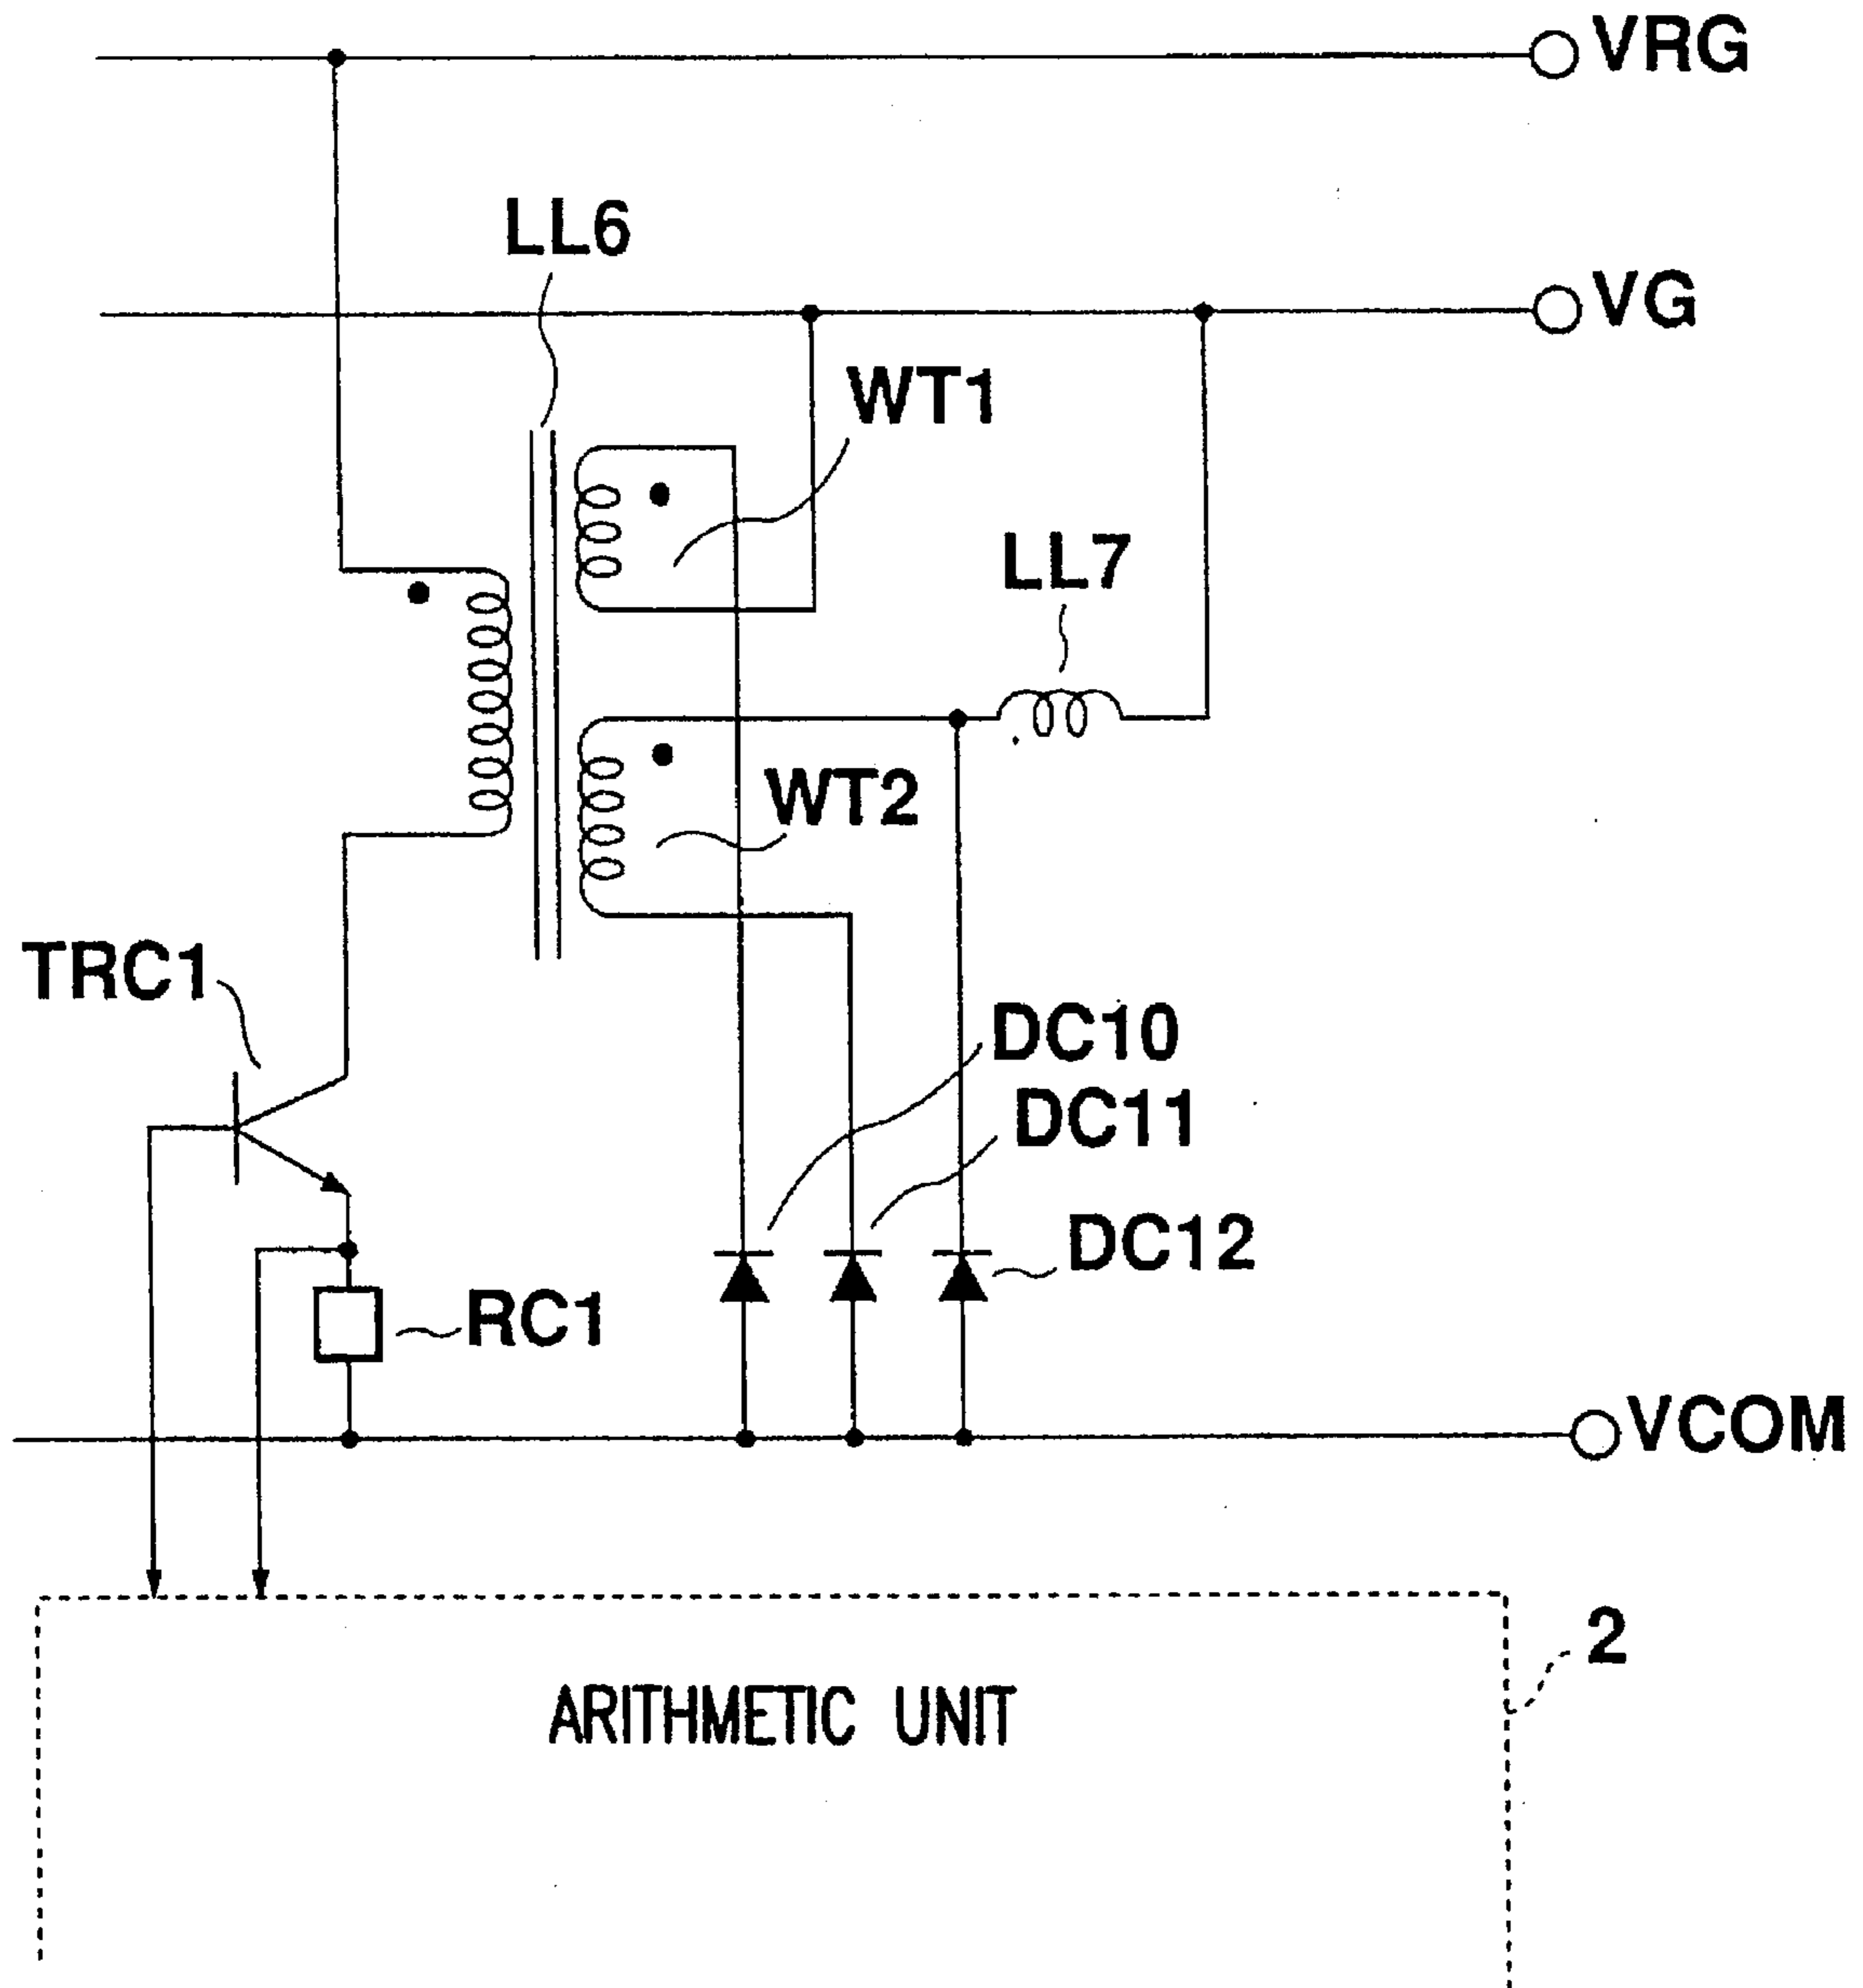 VRG
LL6
VG
WT1
LL7
WT2
TRC1
DC10
DC11
DC12
RC1
VCOM
2
ARITHMETIC UNIT